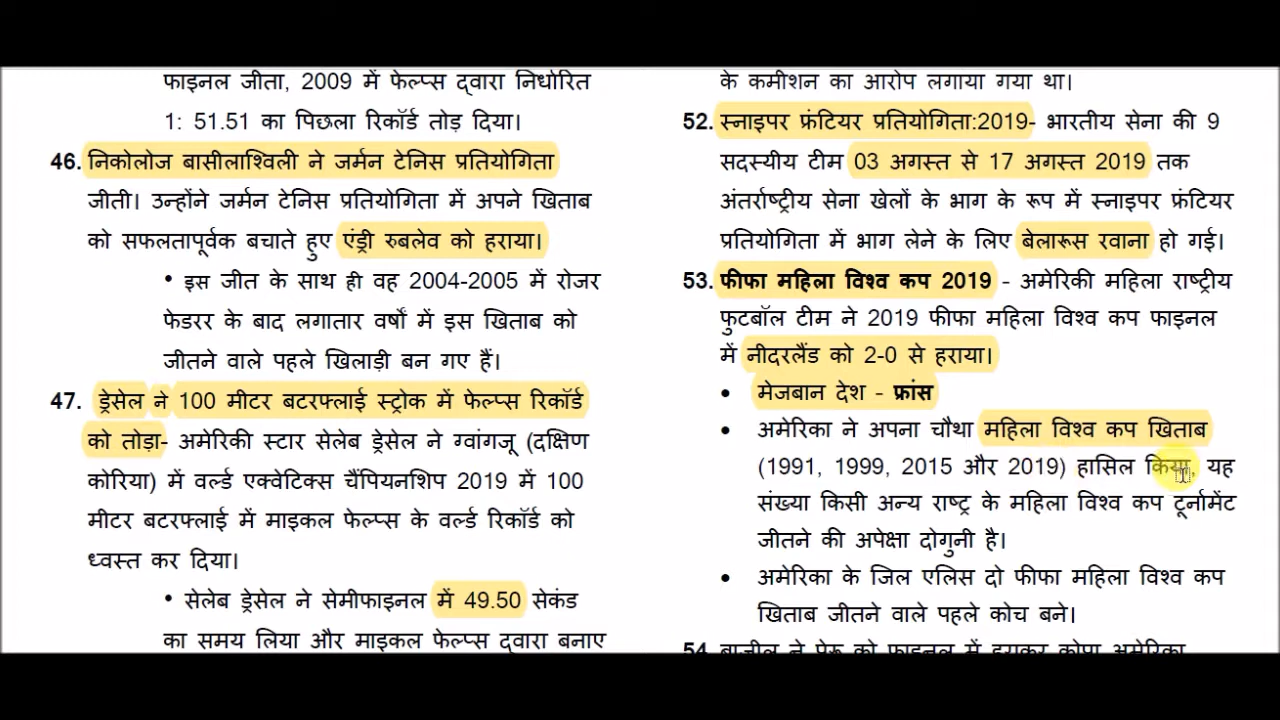 फाइनल जीता, 2009 में फेल्प्स द्वारा निर्धारित
1: 51.51 का पिछला रिकॉर्ड तोड़ दिया।
46. निकोलोज बासीलाश्विली ने जर्मन टेनिस प्रतियोगिता
जीती। उन्होंने जर्मन टेनिस प्रतियोगिता में अपने खिताब
को सफलतापूर्वक बचाते हुए एंड्री रुबलेव को हराया।
• इस जीत के साथ ही वह 2004-2005 में रोजर
फेडरर के बाद लगातार वर्षों में इस खिताब को
जीतने वाले पहले खिलाड़ी बन गए हैं।
47. ड्रेसेल ने 100 मीटर बटरफ्लाई स्ट्रोक में फेल्प्स रिकॉर्ड
को तोड़ा- अमेरिकी स्टार सेलेब ड्रेसेल ने ग्वांगजू (दक्षिण
कोरिया) में वर्ल्ड एक्वेटिक्स चैंपियनशिप 2019 में 100
मीटर बटरफ्लाई में माइकल फेल्प्स के वर्ल्ड रिकॉर्ड को
ध्वस्त कर दिया।
• सेलेब ड्रेसेल ने सेमीफाइनल में 49.50 सेकंड
का समय लिया और माइकल फेल्प्स द्वारा बनाए
के कमीशन का आरोप लगाया गया था।
52. स्नाइपर फ्रंटियर प्रतियोगिता:2019- भारतीय सेना की 9
सदस्यीय टीम 03 अगस्त से 17 अगस्त 2019 तक
अंतर्राष्ट्रीय सेना खेलों के भाग के रूप में स्नाइपर फ्रंटियर
प्रतियोगिता में भाग लेने के लिए बेलारूस रवाना हो गई।
53. फीफा महिला विश्व कप 2019 - अमेरिकी महिला राष्ट्रीय
फुटबॉल टीम ने 2019 फीफा महिला विश्व कप फाइनल
में नीदरलैंड को 2-0 से हराया।
• मेजबान देश - फ्रांस
• अमेरिका ने अपना चौथा महिला विश्व कप खिताब
(1991, 1999, 2015 और 2019) हासिल किया, यह
संख्या किसी अन्य राष्ट्र के महिला विश्व कप टूर्नामेंट
जीतने की अपेक्षा दोगुनी है।
• अमेरिका के जिल एलिस दो फीफा महिला विश्व कप
खिताब जीतने वाले पहले कोच बने।
54. ब्राजील ने पेरू को फाइनल में हराकर कोपा अमेरिका